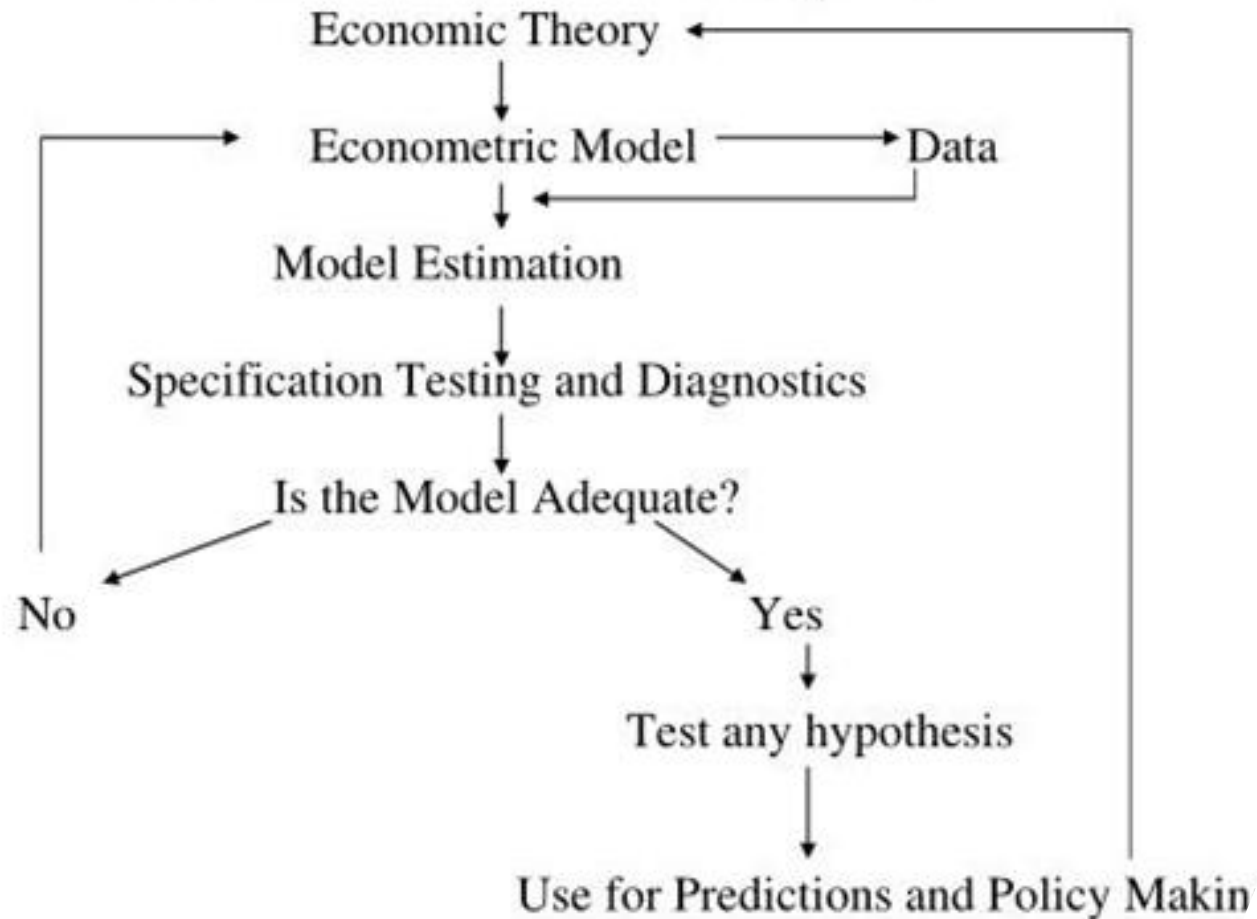 Economic Theory
Econometric Model
Data
Model Estimation
Specification Testing and Diagnostics
Is the Model Adequate?
No
Yes
Test any hypothesis
Use for Predictions and Policy Makin